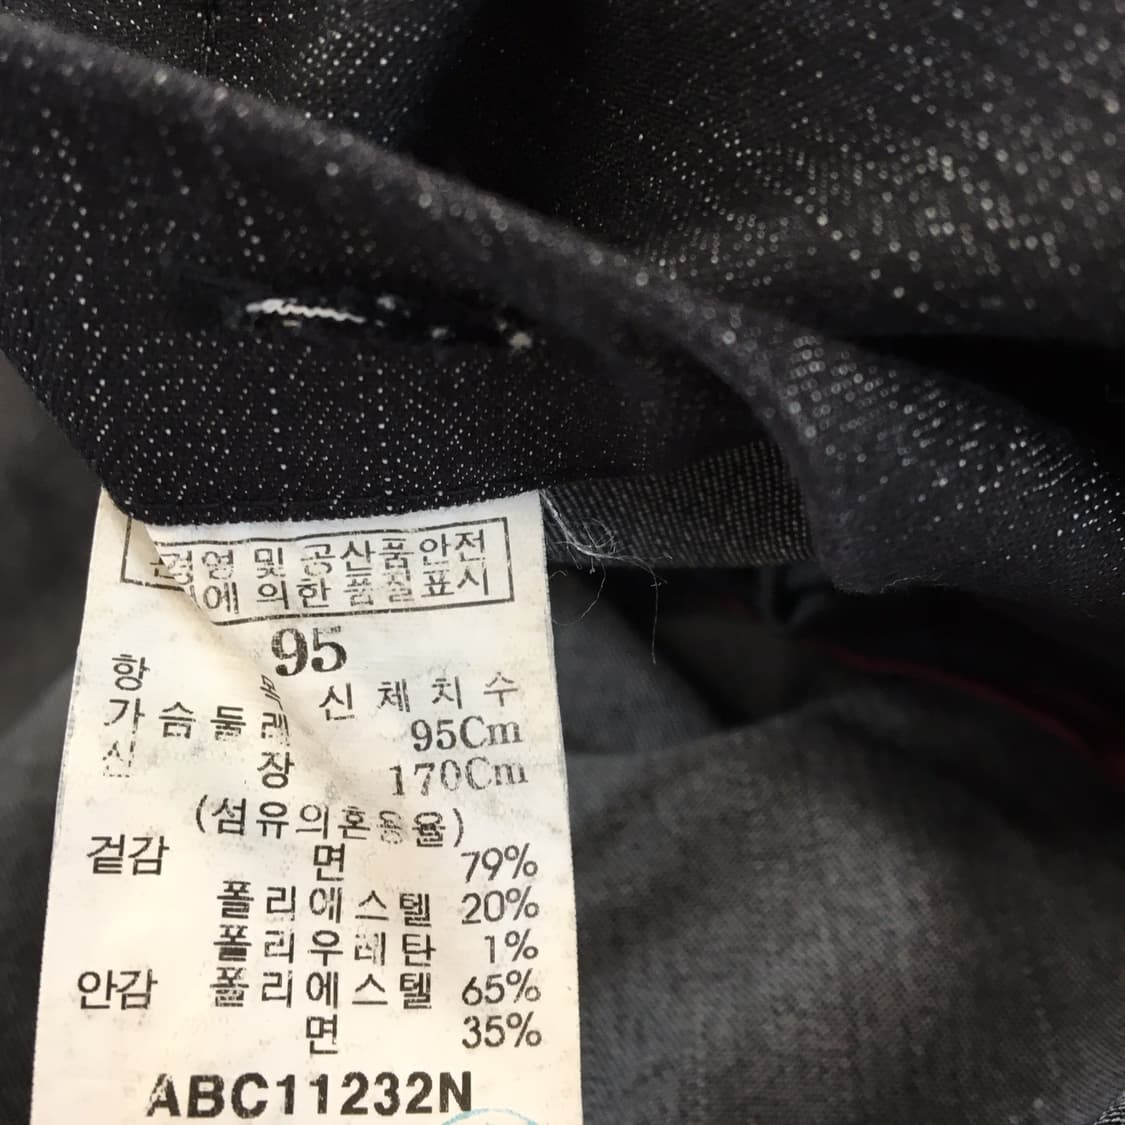 경영 및 공산품안전
에 의한 품질표시
95
항 목 신체치수
가슴둘레 95Cm
신 장 170Cm
(섬유의혼용율)
겉감 면 79%
폴리에스텔 20%
폴리우레탄 1%
안감 폴리에스텔 65%
면 35%
ABC11232N